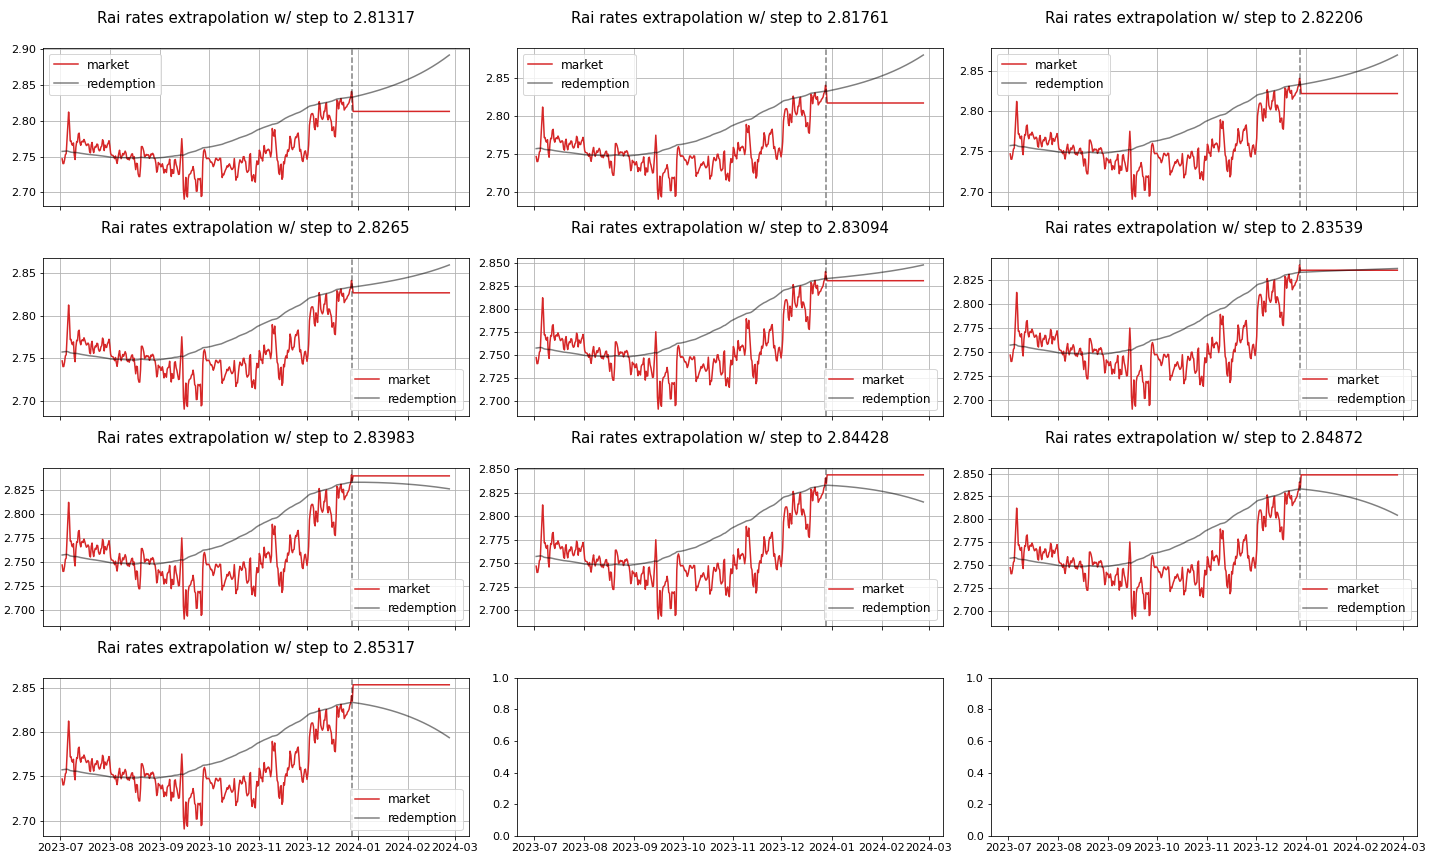 Rai rates extrapolation w/ step to 2.81317
Rai rates extrapolation w/ step to 2.81761
Rai rates extrapolation w/ step to 2.82206
2.90
2.85
2.80
2.75
2.70
market
redemption
2.85
2.80
2.75
2.70
market
redemption
2.85
2.80
2.75
2.70
market
redemption
Rai rates extrapolation w/ step to 2.8265
Rai rates extrapolation w/ step to 2.83094
Rai rates extrapolation w/ step to 2.83539
2.85
2.80
2.75
2.70
market
redemption
2.850
2.825
2.800
2.775
2.750
2.725
2.700
market
redemption
2.825
2.800
2.775
2.750
2.725
2.700
market
redemption
Rai rates extrapolation w/ step to 2.83983
Rai rates extrapolation w/ step to 2.84428
Rai rates extrapolation w/ step to 2.84872
2.825
2.800
2.775
2.750
2.725
2.700
market
redemption
2.850
2.825
2.800
2.775
2.750
2.725
2.700
market
redemption
2.850
2.825
2.800
2.775
2.750
2.725
2.700
market
redemption
Rai rates extrapolation w/ step to 2.85317
2.85
2.80
2.75
2.70
market
redemption
2023-07 2023-08 2023-09 2023-10 2023-11 2023-12 2024-01 2024-02 2024-03
1.0
0.8
0.6
0.4
0.2
0.0
2023-07 2023-08 2023-09 2023-10 2023-11 2023-12 2024-01 2024-02 2024-03
1.0
0.8
0.6
0.4
0.2
0.0
2023-07 2023-08 2023-09 2023-10 2023-11 2023-12 2024-01 2024-02 2024-03